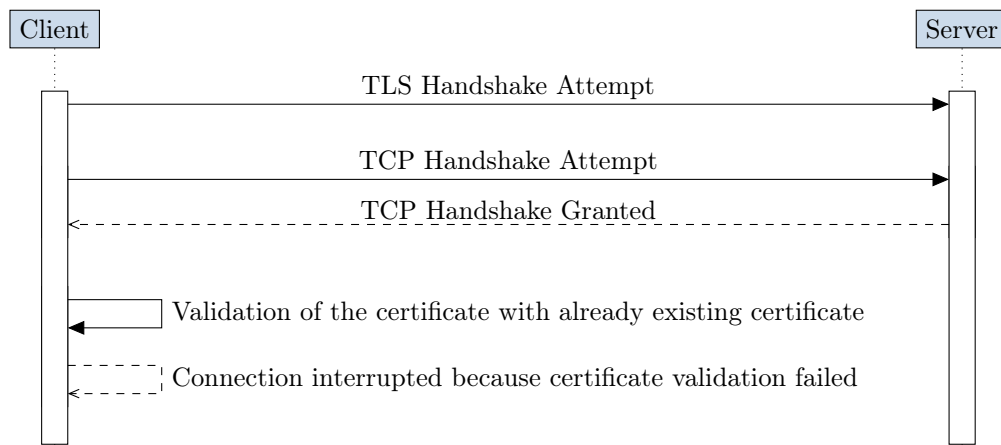 Client
Server
TLS Handshake Attempt
TCP Handshake Attempt
TCP Handshake Granted
Validation of the certificate with already existing certificate
Connection interrupted because certificate validation failed